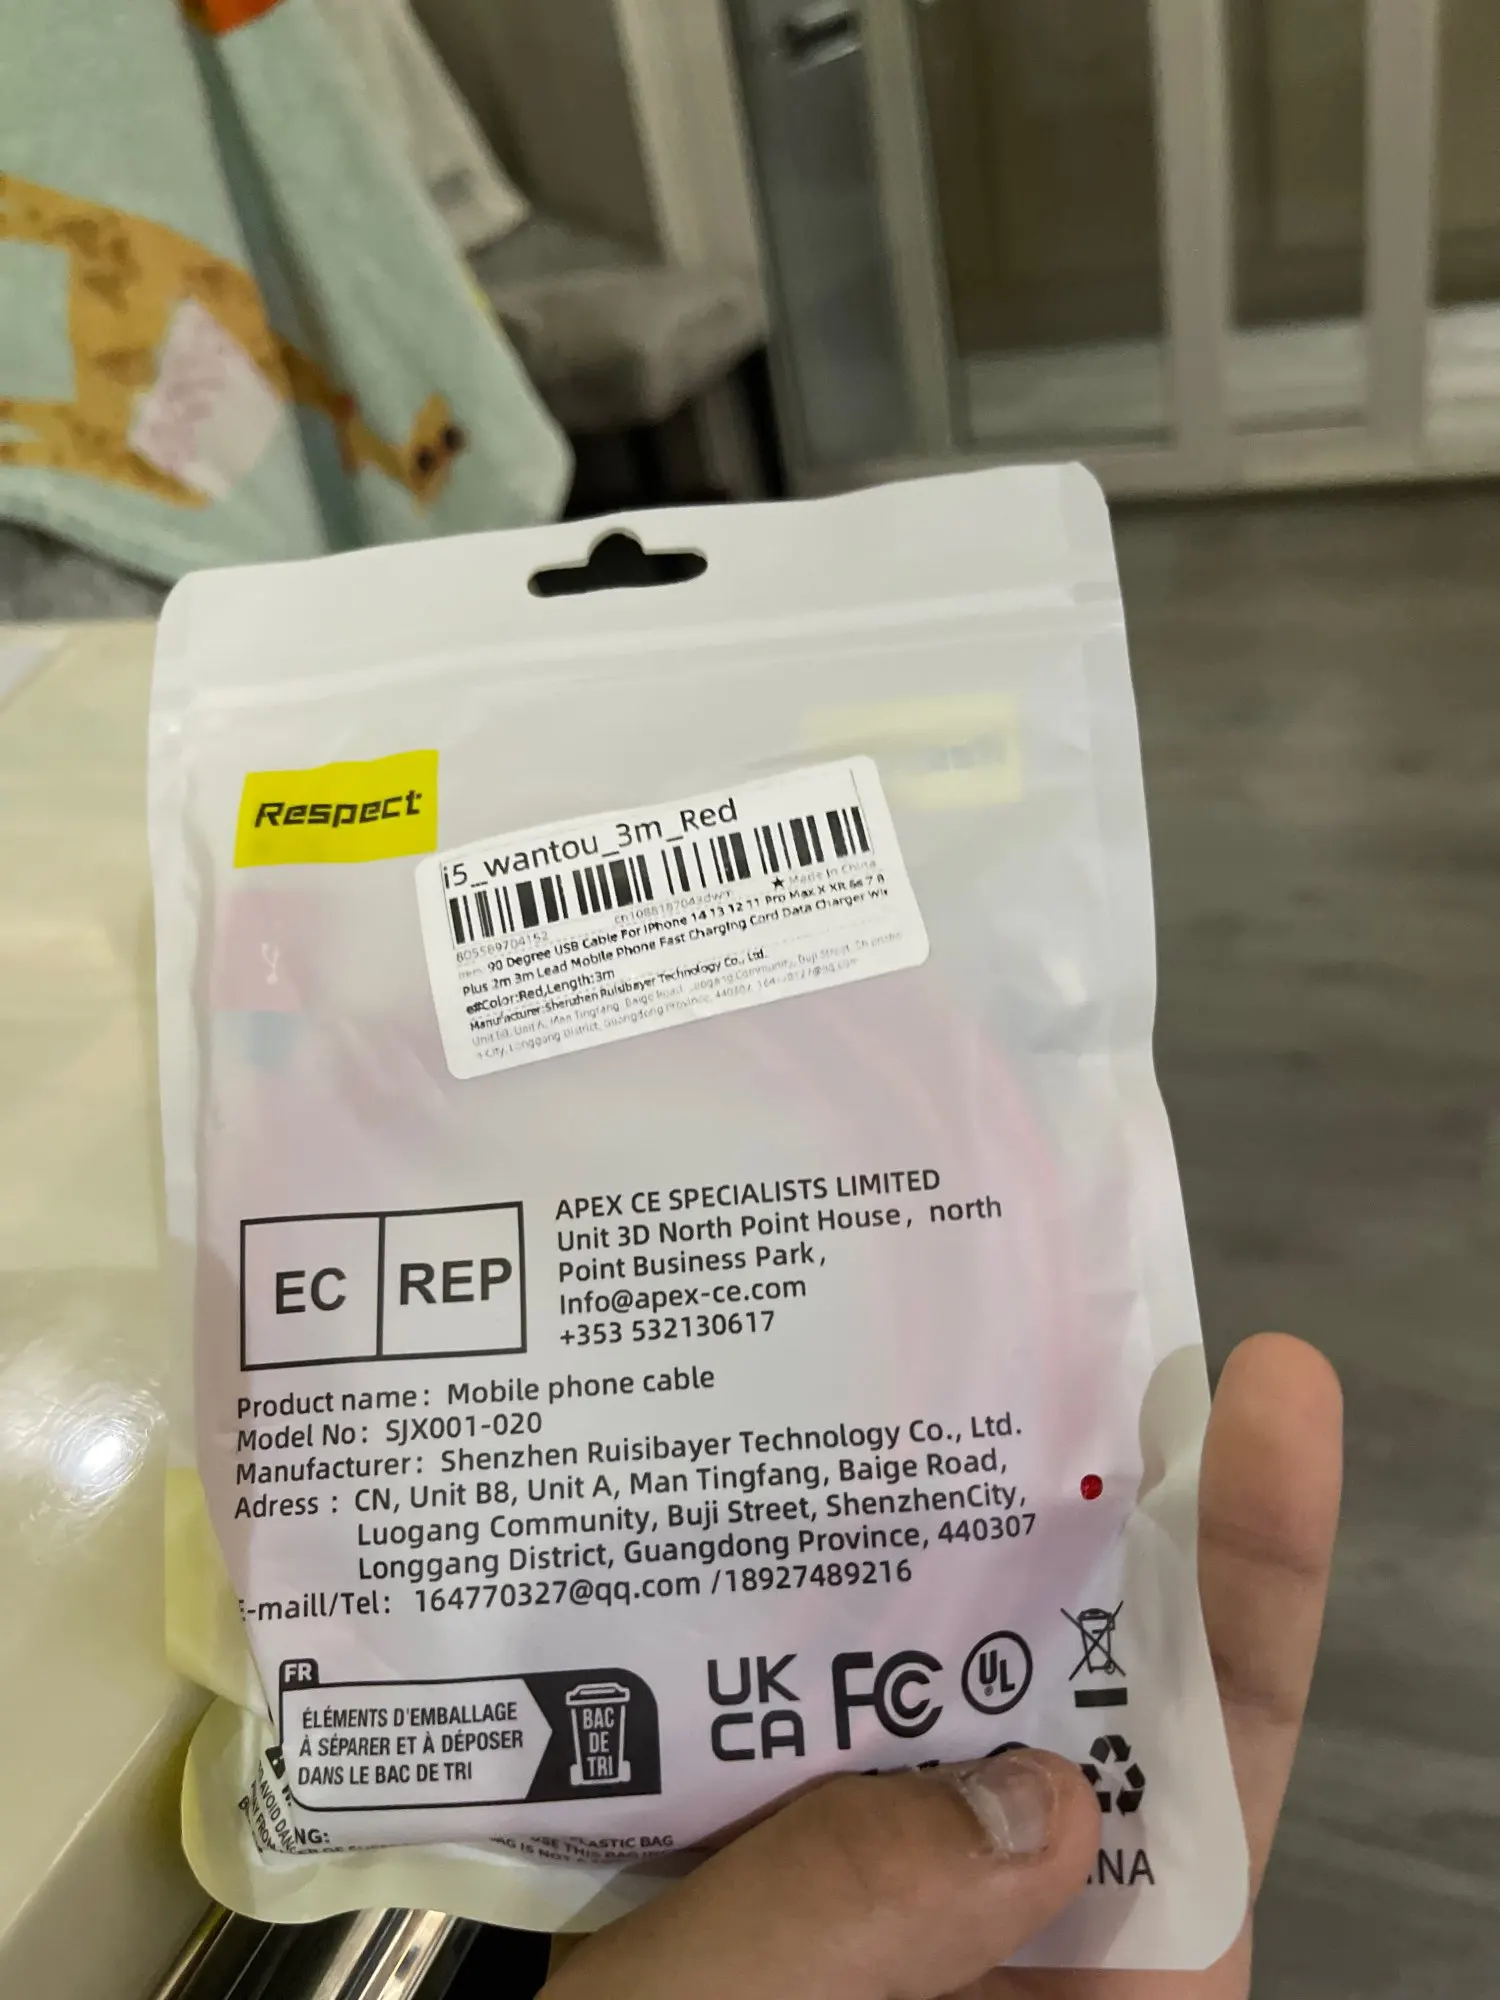 Respect
i5_wantou_3m_Red
805589704152
Made In China
90 Degree USB Cable For iPhone 14 13 12 11 Pro Max X XR 6s 7 8
Plus 2m 3m Lead Mobile Phone Fast Charging Cord Data Charger Wir
e#Color:Red,Length:3m
Manufacturer:Shenzhen Ruisibayer Technology Co., Ltd.
EC REP
APEX CE SPECIALISTS LIMITED
Unit 3D North Point House, north
Point Business Park,
Info@apex-ce.com
+353 532130617
Product name: Mobile phone cable
Model No: SJX001-020
Manufacturer: Shenzhen Ruisibayer Technology Co., Ltd.
Adress : CN, Unit B8, Unit A, Man Tingfang, Baige Road,
Luogang Community, Buji Street, ShenzhenCity,
Longgang District, Guangdong Province, 440307
E-maill/Tel: 164770327@qq.com /18927489216
FR
ÉLÉMENTS D'EMBALLAGE
À SÉPARER ET À DÉPOSER
DANS LE BAC DE TRI
BAC
DE
TRI
UK
CA
FC
UL
PLASTIC BAG